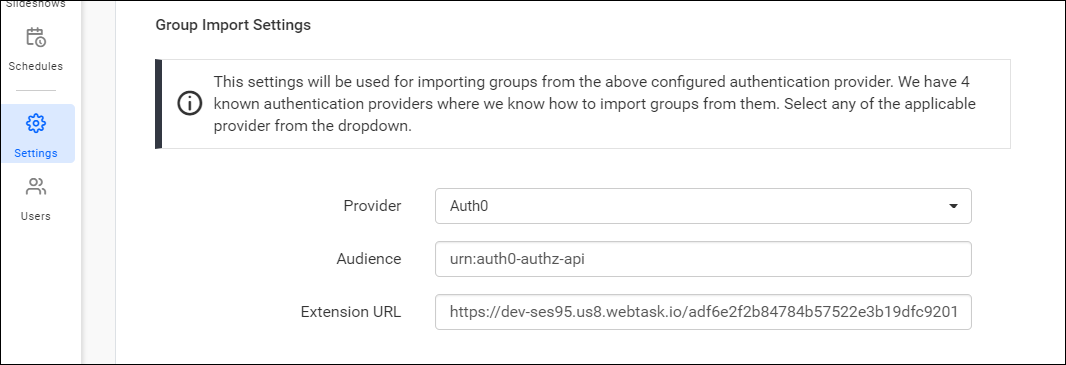 Slideshows
Group Import Settings
Schedules
This settings will be used for importing groups from the above configured authentication provider. We have 4
known authentication providers where we know how to import groups from them. Select any of the applicable
provider from the dropdown.
Settings
Users
Provider
Auth0
Audience
urn:auth0-authz-api
Extension URL
https://dev-ses95.us8.webtask.io/adf6e2f2b84784b57522e3b19dfc9201